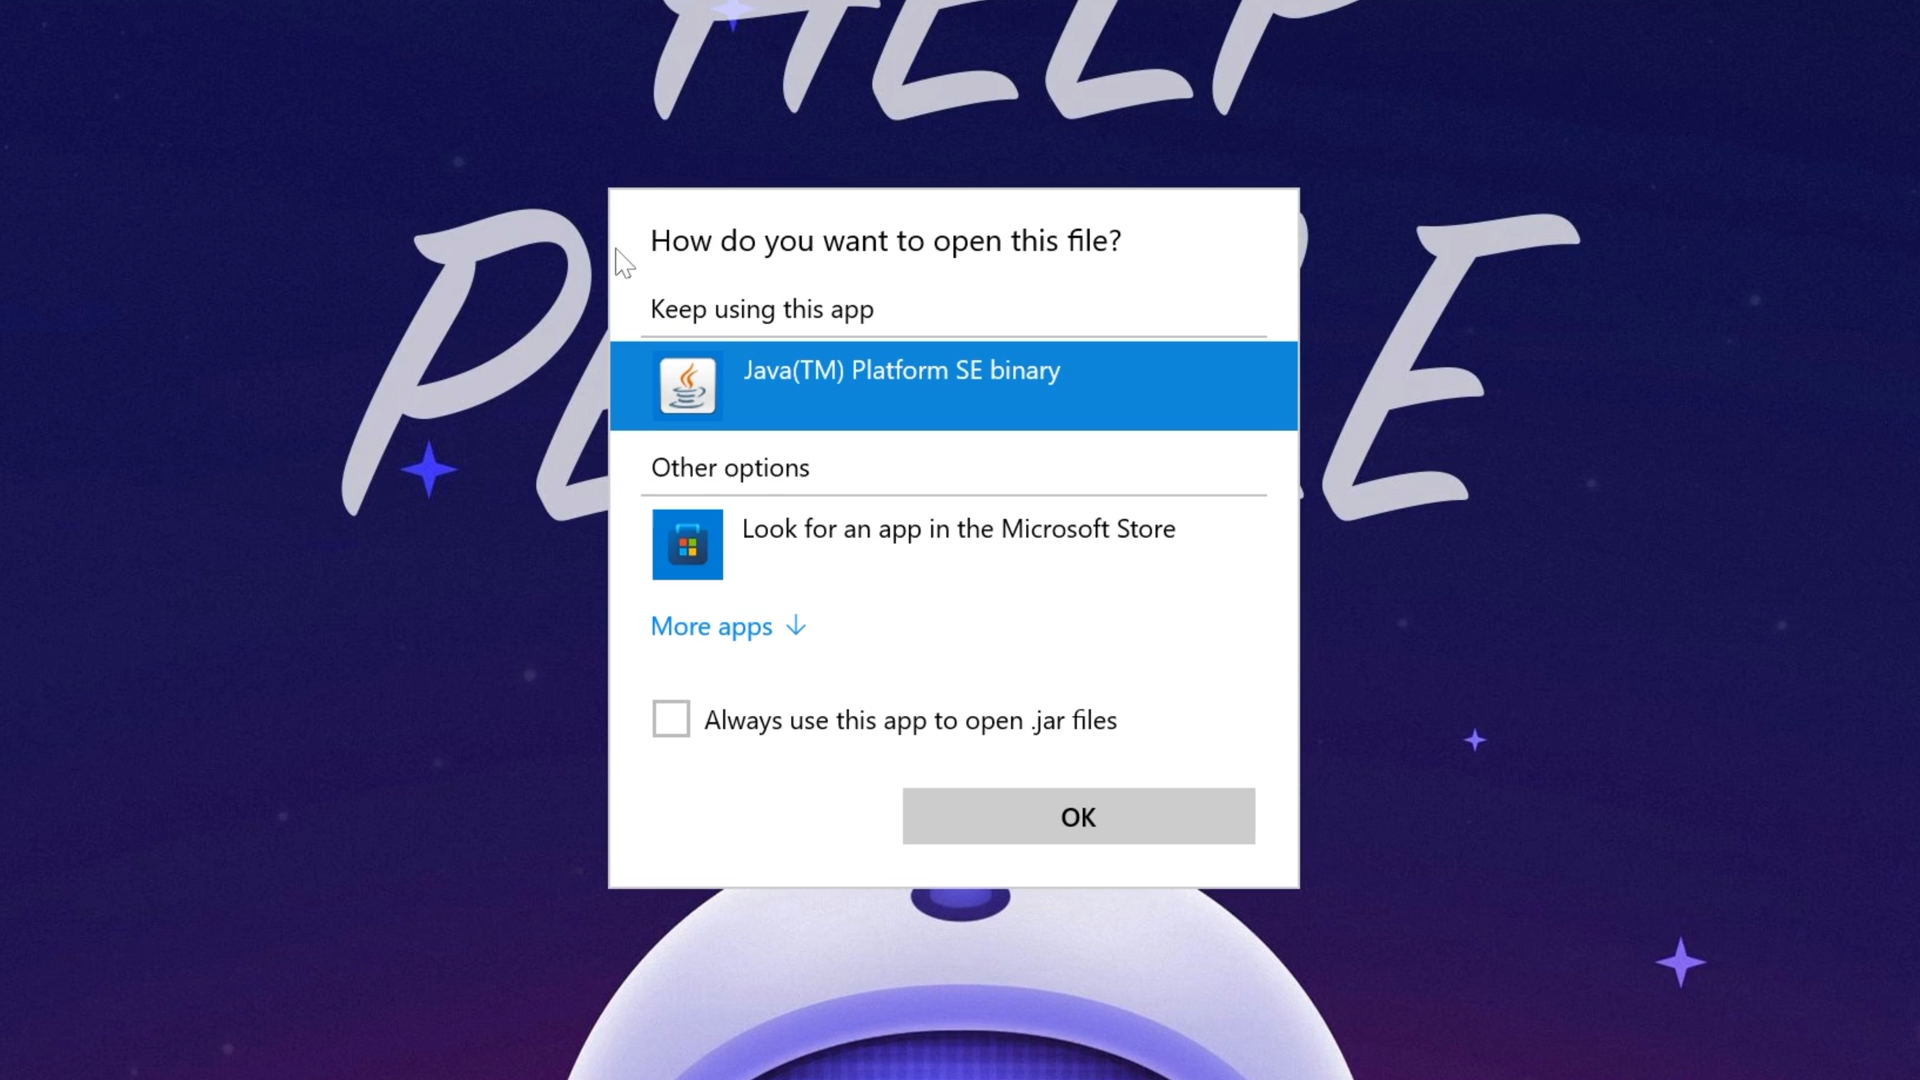 HELP
How do you want to open this file?
Keep using this app
Java(TM) Platform SE binary
Other options
Look for an app in the Microsoft Store
More apps
Always use this app to open .jar files
OK